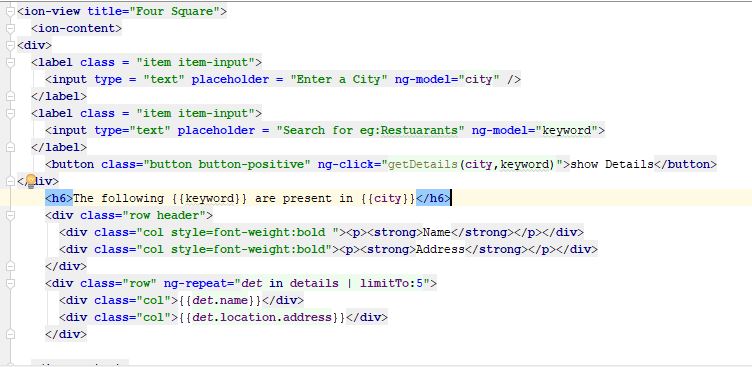 <ion-view title="Four Square">
<ion-content>
<div>
<label class = "item item-input">
<input type = "text" placeholder = "Enter a City" ng-model="city" />
</label>
<label class = "item item-input">
<input type="text" placeholder = "Search for eg:Restuarants" ng-model="keyword">
</label>
<button class="button button-positive" ng-click="getDetails(city,keyword)">show Details</button>
</div>
<h6>The following {{keyword}} are present in {{city}}</h6>
<div class="row header">
<div class="col style=font-weight:bold "><p><strong>Name</strong></p></div>
<div class="col style=font-weight:bold"><p><strong>Address</strong></p></div>
</div>
<div class="row" ng-repeat="det in details | limitTo:5">
<div class="col">{{det.name}}</div>
<div class="col">{{det.location.address}}</div>
</div>